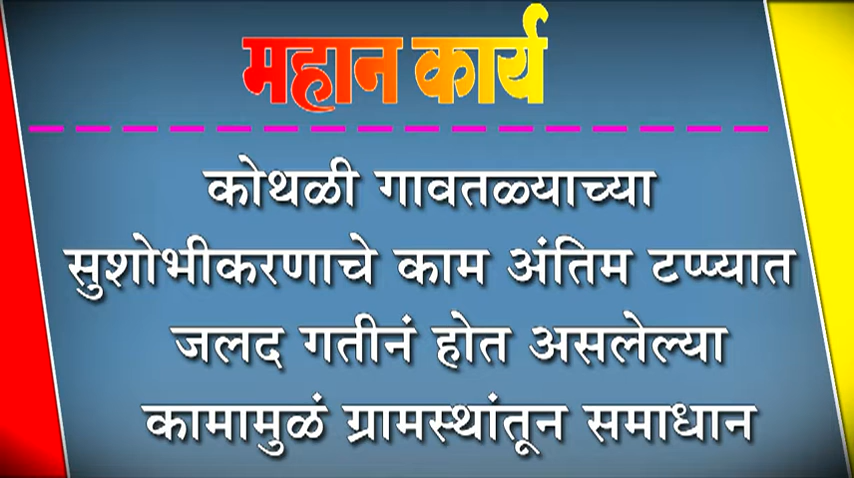 महान कार्य
कोथळी गावतळ्याच्या
सुशोभीकरणाचे काम अंतिम टप्प्यात
जलद गतीनं होत असलेल्या
कामामुळं ग्रामस्थांतून समाधान